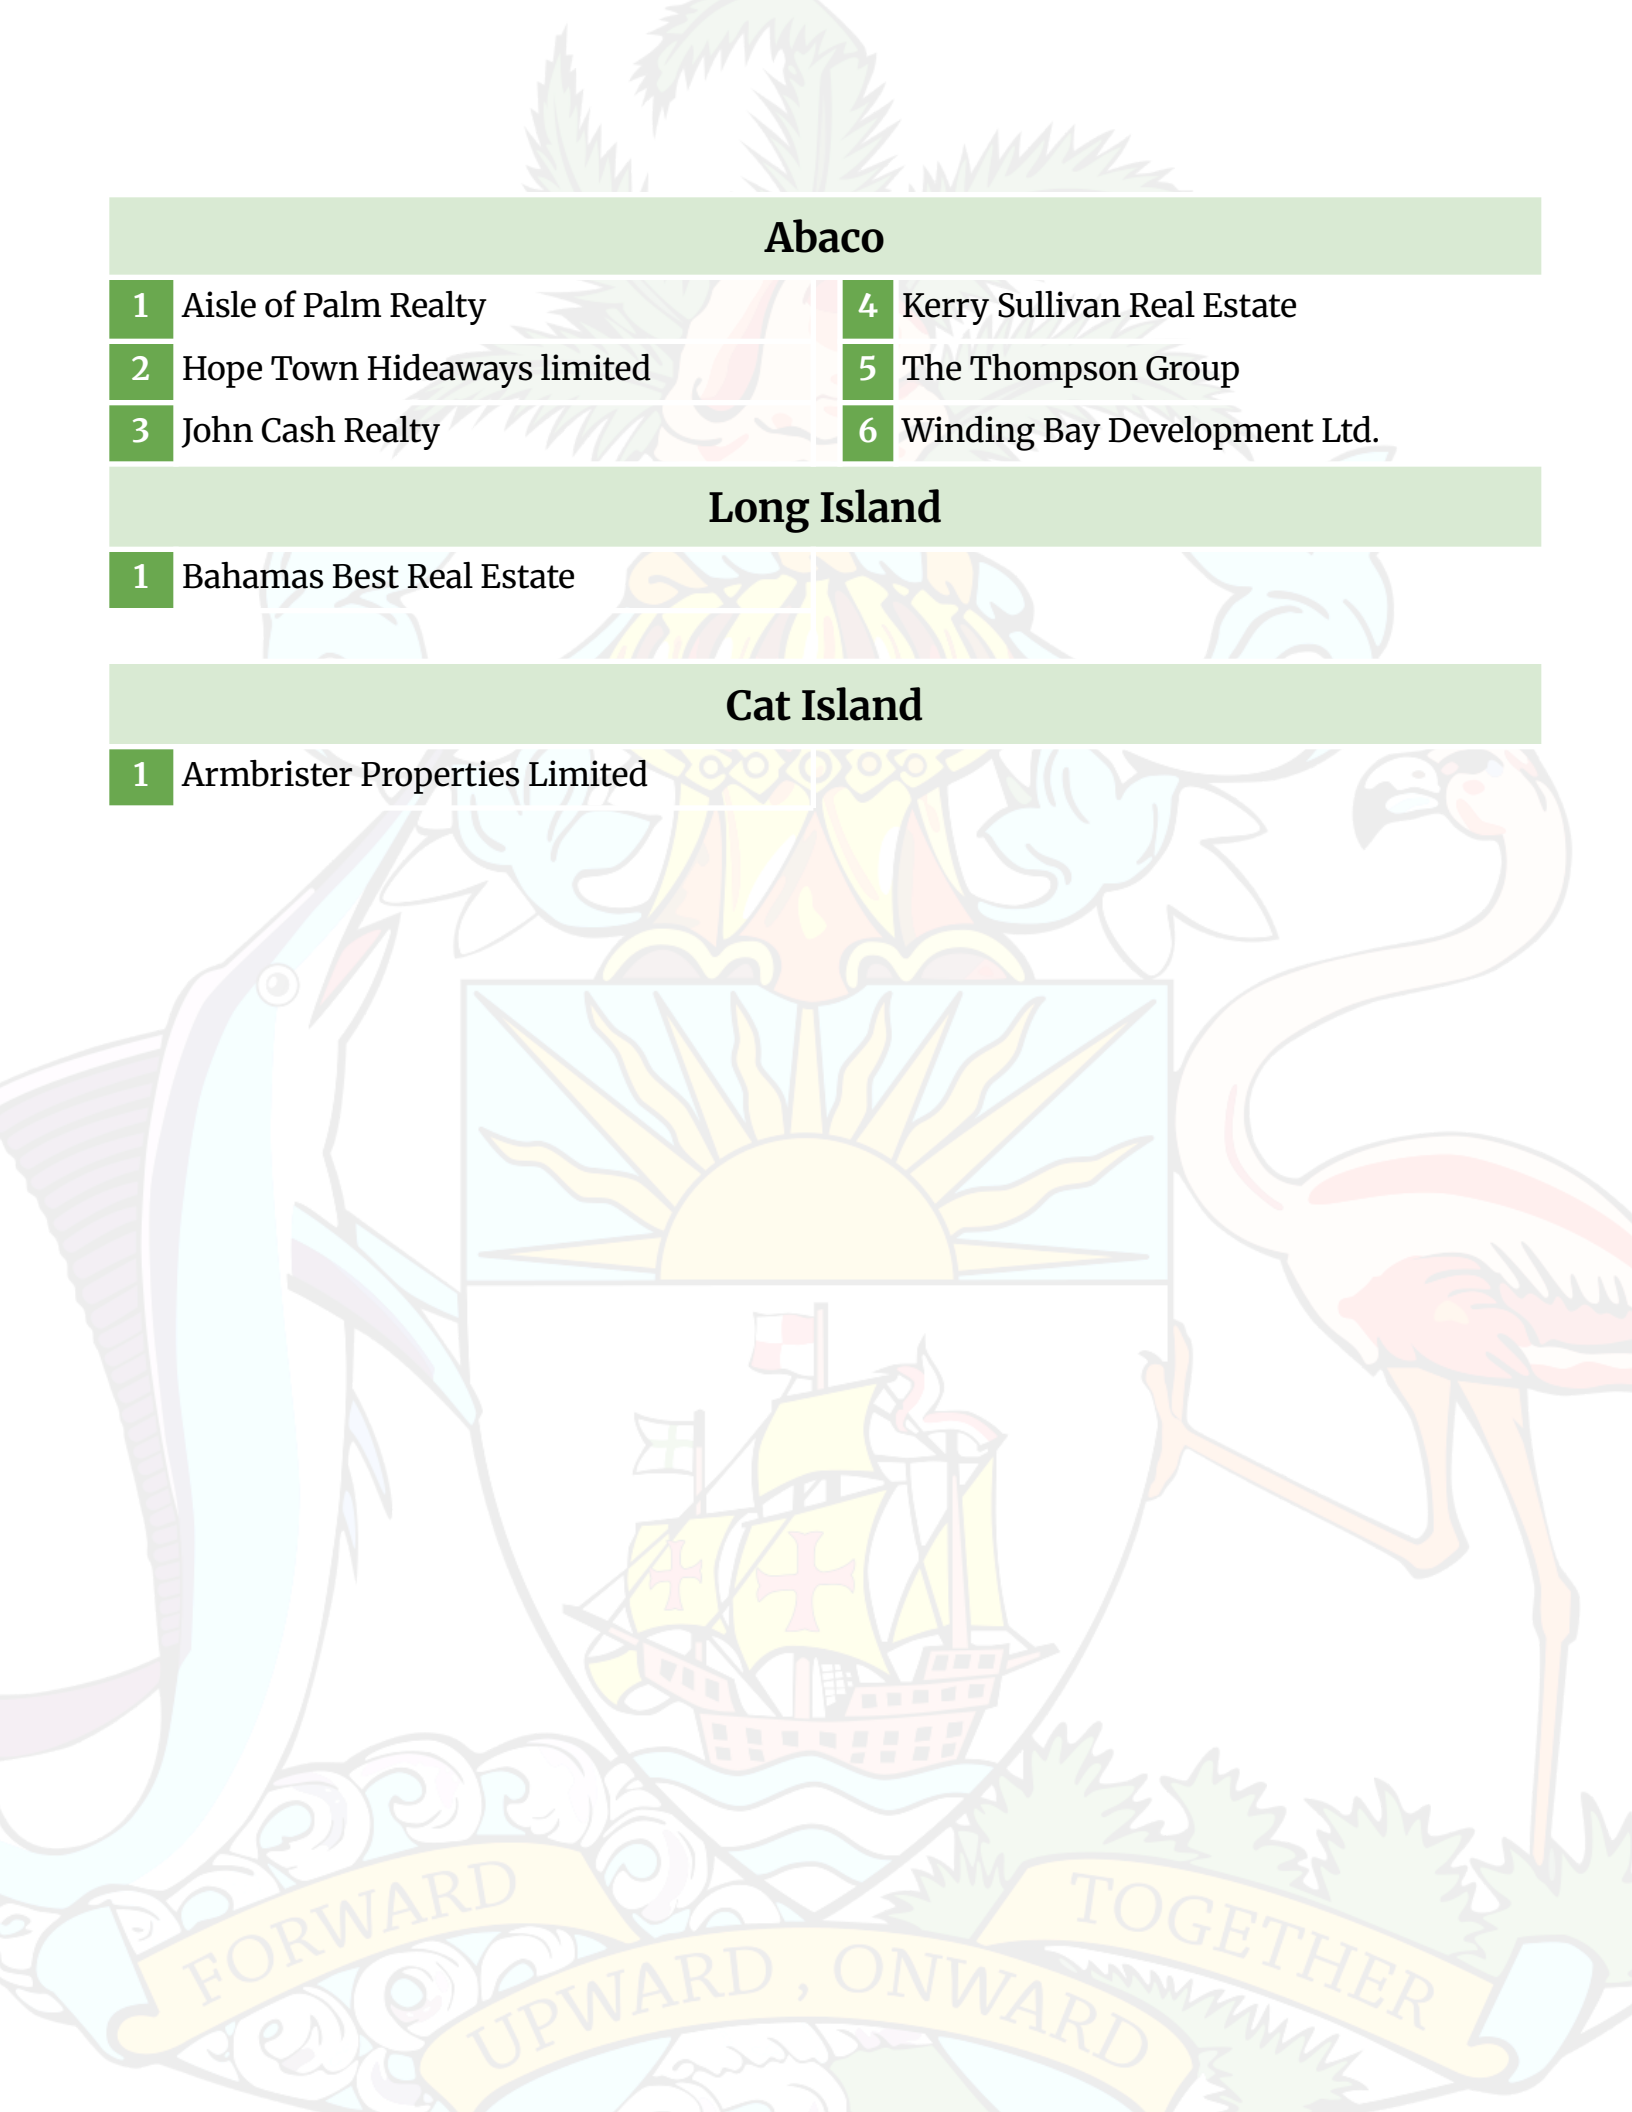 Abaco
1 Aisle of Palm Realty
2 Hope Town Hideaways limited
3 John Cash Realty
4 Kerry Sullivan Real Estate
5 The Thompson Group
6 Winding Bay Development Ltd.
Long Island
1 Bahamas Best Real Estate
Cat Island
1 Armbrister Properties Limited
FORWARD
UPWARD , ONWARD
TOGETHER